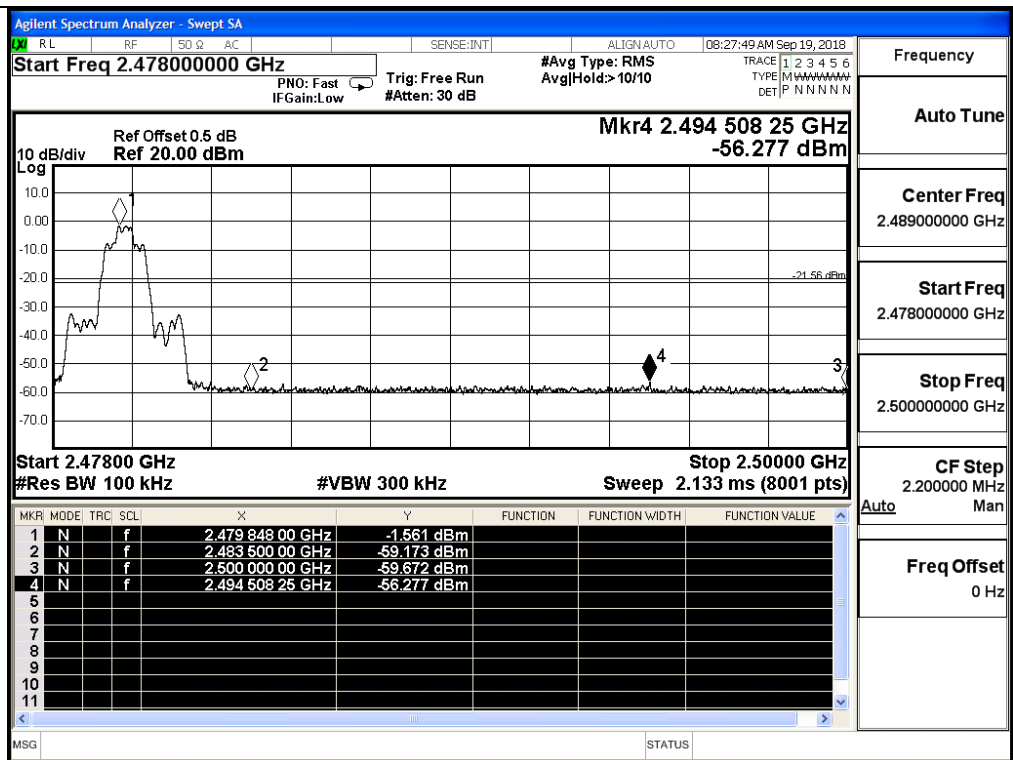 Agilent Spectrum Analyzer - Swept SA
LXI RL RF 50 Ω AC SENSE:INT ALIGN AUTO 08:27:49 AM Sep 19, 2018
Start Freq 2.478000000 GHz
PNO: Fast
IFGain:Low
Trig: Free Run
#Atten: 30 dB
#Avg Type: RMS
Avg|Hold:> 10/10
TRACE 1 2 3 4 5 6
TYPE M WWWWW
DET P N N N N N
Ref Offset 0.5 dB
10 dB/div Ref 20.00 dBm
Log
Mkr4 2.494 508 25 GHz
-56.277 dBm
10.0
0.00
-10.0
-20.0
-30.0
-40.0
-50.0
-60.0
-70.0
1
2
4
3
-21.56 dBm
Start 2.47800 GHz Stop 2.50000 GHz
#Res BW 100 kHz #VBW 300 kHz Sweep 2.133 ms (8001 pts)
MKR MODE TRC SCL X Y FUNCTION FUNCTION WIDTH FUNCTION VALUE
1 N f 2.479 848 00 GHz -1.561 dBm
2 N f 2.483 500 00 GHz -59.173 dBm
3 N f 2.500 000 00 GHz -59.672 dBm
4 N f 2.494 508 25 GHz -56.277 dBm
5
6
7
8
9
10
11
MSG STATUS
Frequency
Auto Tune
Center Freq
2.489000000 GHz
Start Freq
2.478000000 GHz
Stop Freq
2.500000000 GHz
CF Step
2.200000 MHz
Auto Man
Freq Offset
0 Hz